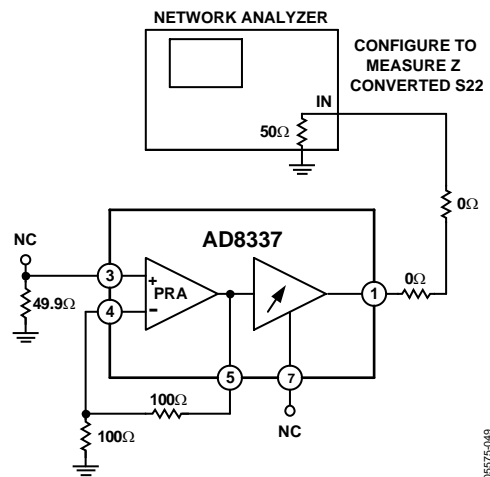 NETWORK ANALYZER
CONFIGURE TO
MEASURE Z
CONVERTED S22
IN
50Ω
0Ω
0Ω
NC
AD8337
3
+
PRA
4
–
1
49.9Ω
5
7
100Ω
NC
100Ω
05575-049